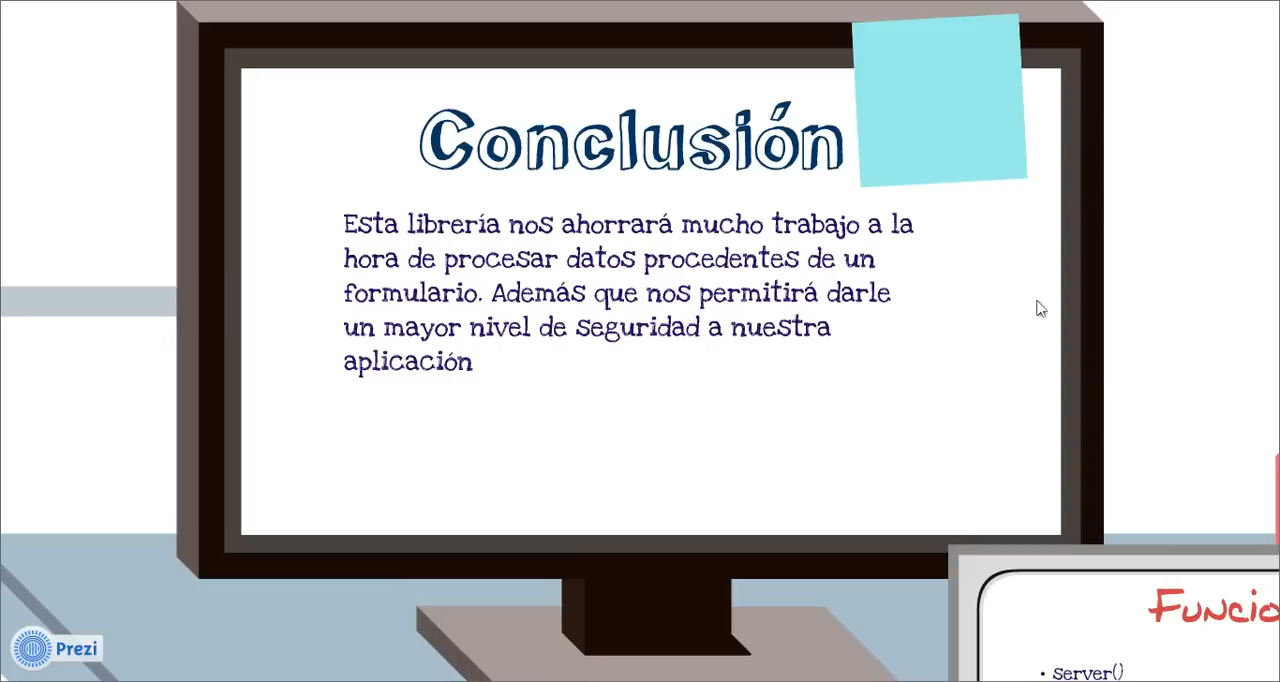 Conclusión
Esta librería nos ahorrará mucho trabajo a la
hora de procesar datos procedentes de un
formulario. Además que nos permitirá darle
un mayor nivel de seguridad a nuestra
aplicación
Funcio
• server()
Prezi